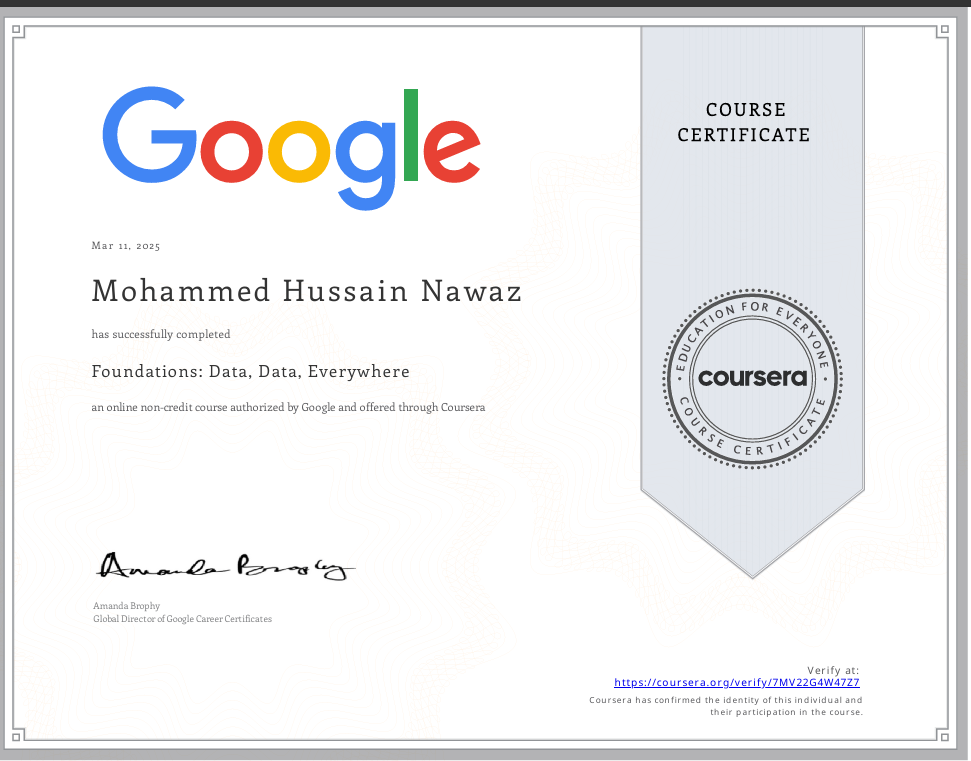 Google
COURSE
CERTIFICATE
Mar 11, 2025
Mohammed Hussain Nawaz
has successfully completed
Foundations: Data, Data, Everywhere
an online non-credit course authorized by Google and offered through Coursera
EDUCATION FOR EVERYONE
coursera
COURSE CERTIFICATE
Amanda Brophy
Amanda Brophy
Global Director of Google Career Certificates
Verify at:
https://coursera.org/verify/7MV22G4W47Z7
Coursera has confirmed the identity of this individual and
their participation in the course.